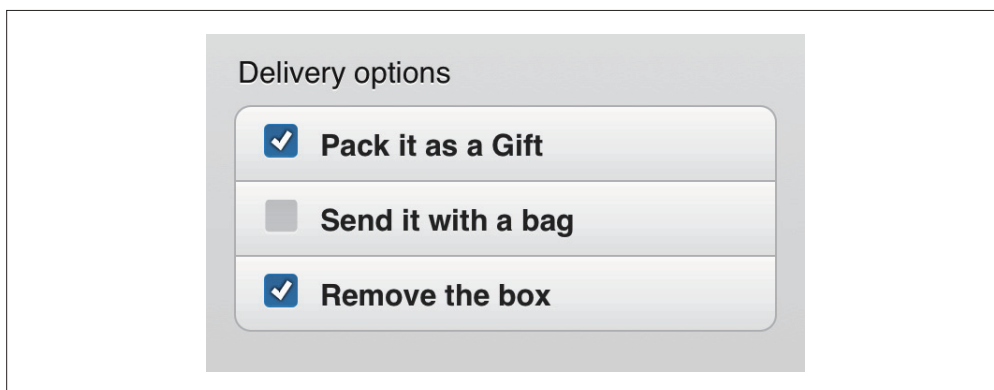 Delivery options
Pack it as a Gift
Send it with a bag
Remove the box